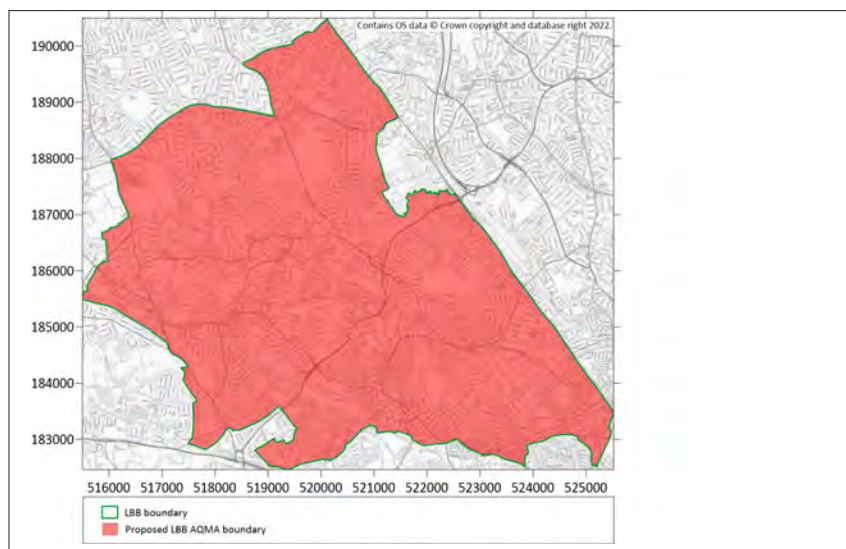 Contains OS data © Crown copyright and database right 2022.
190000
189000
188000
187000
186000
185000
184000
183000
516000 517000 518000 519000 520000 521000 522000 523000 524000 525000
LBB boundary
Proposed LBB AQMA boundary